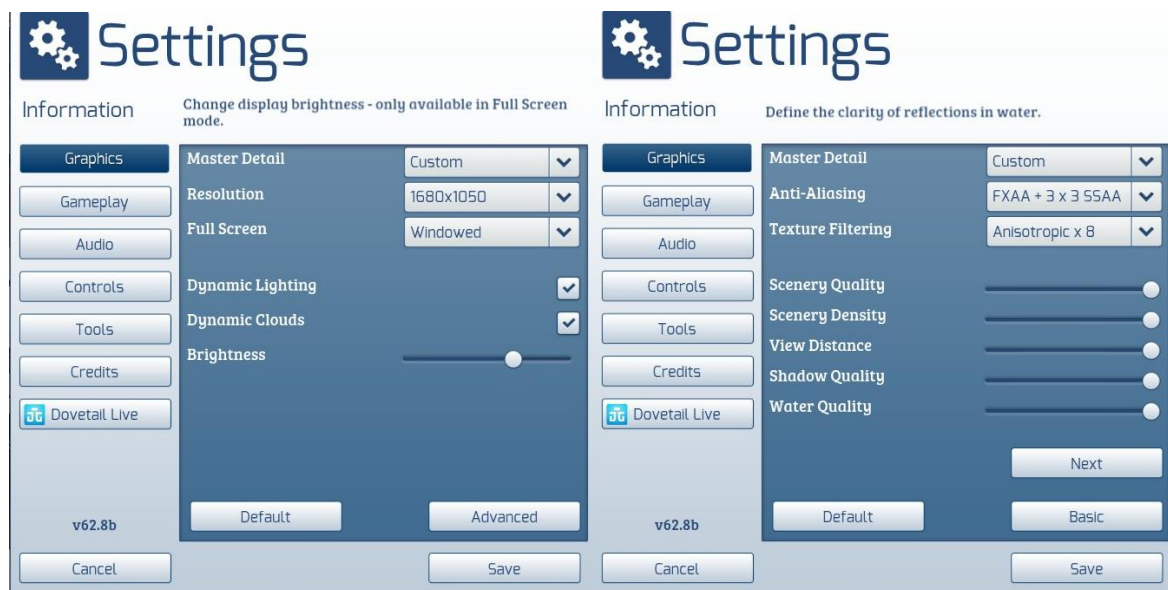 Settings
Information
Change display brightness - only available in Full Screen
mode.
Graphics
Gameplay
Audio
Controls
Tools
Credits
Dovetail Live
v62.8b
Cancel
Master Detail Custom
Resolution 1680x1050
Full Screen Windowed
Dynamic Lighting
Dynamic Clouds
Brightness
Default Advanced
Save
Settings
Information
Define the clarity of reflections in water.
Graphics
Gameplay
Audio
Controls
Tools
Credits
Dovetail Live
v62.8b
Cancel
Master Detail Custom
Anti-Aliasing FXAA + 3 x 3 SSAA
Texture Filtering Anisotropic x 8
Scenery Quality
Scenery Density
View Distance
Shadow Quality
Water Quality
Next
Default Basic
Save